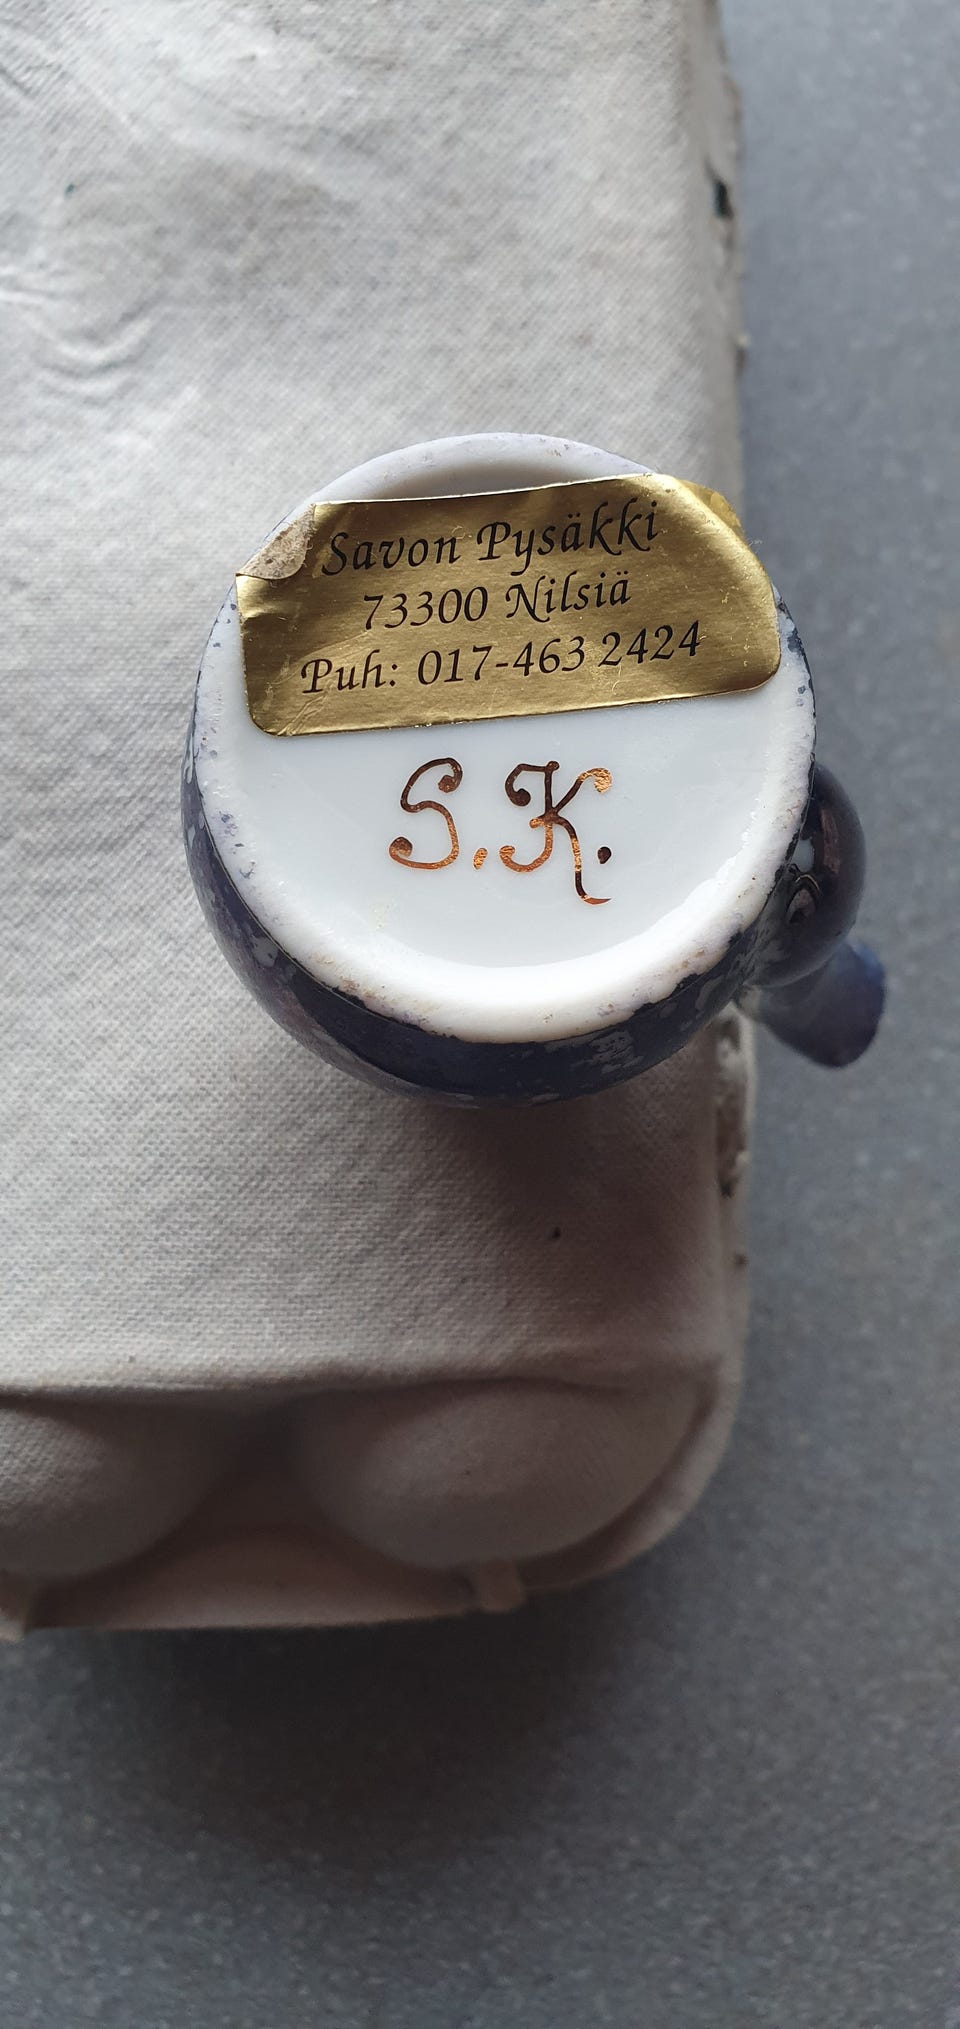 Savon Pysäkki
73300 Nilsiä
Puh: 017-463 2424
S.K.